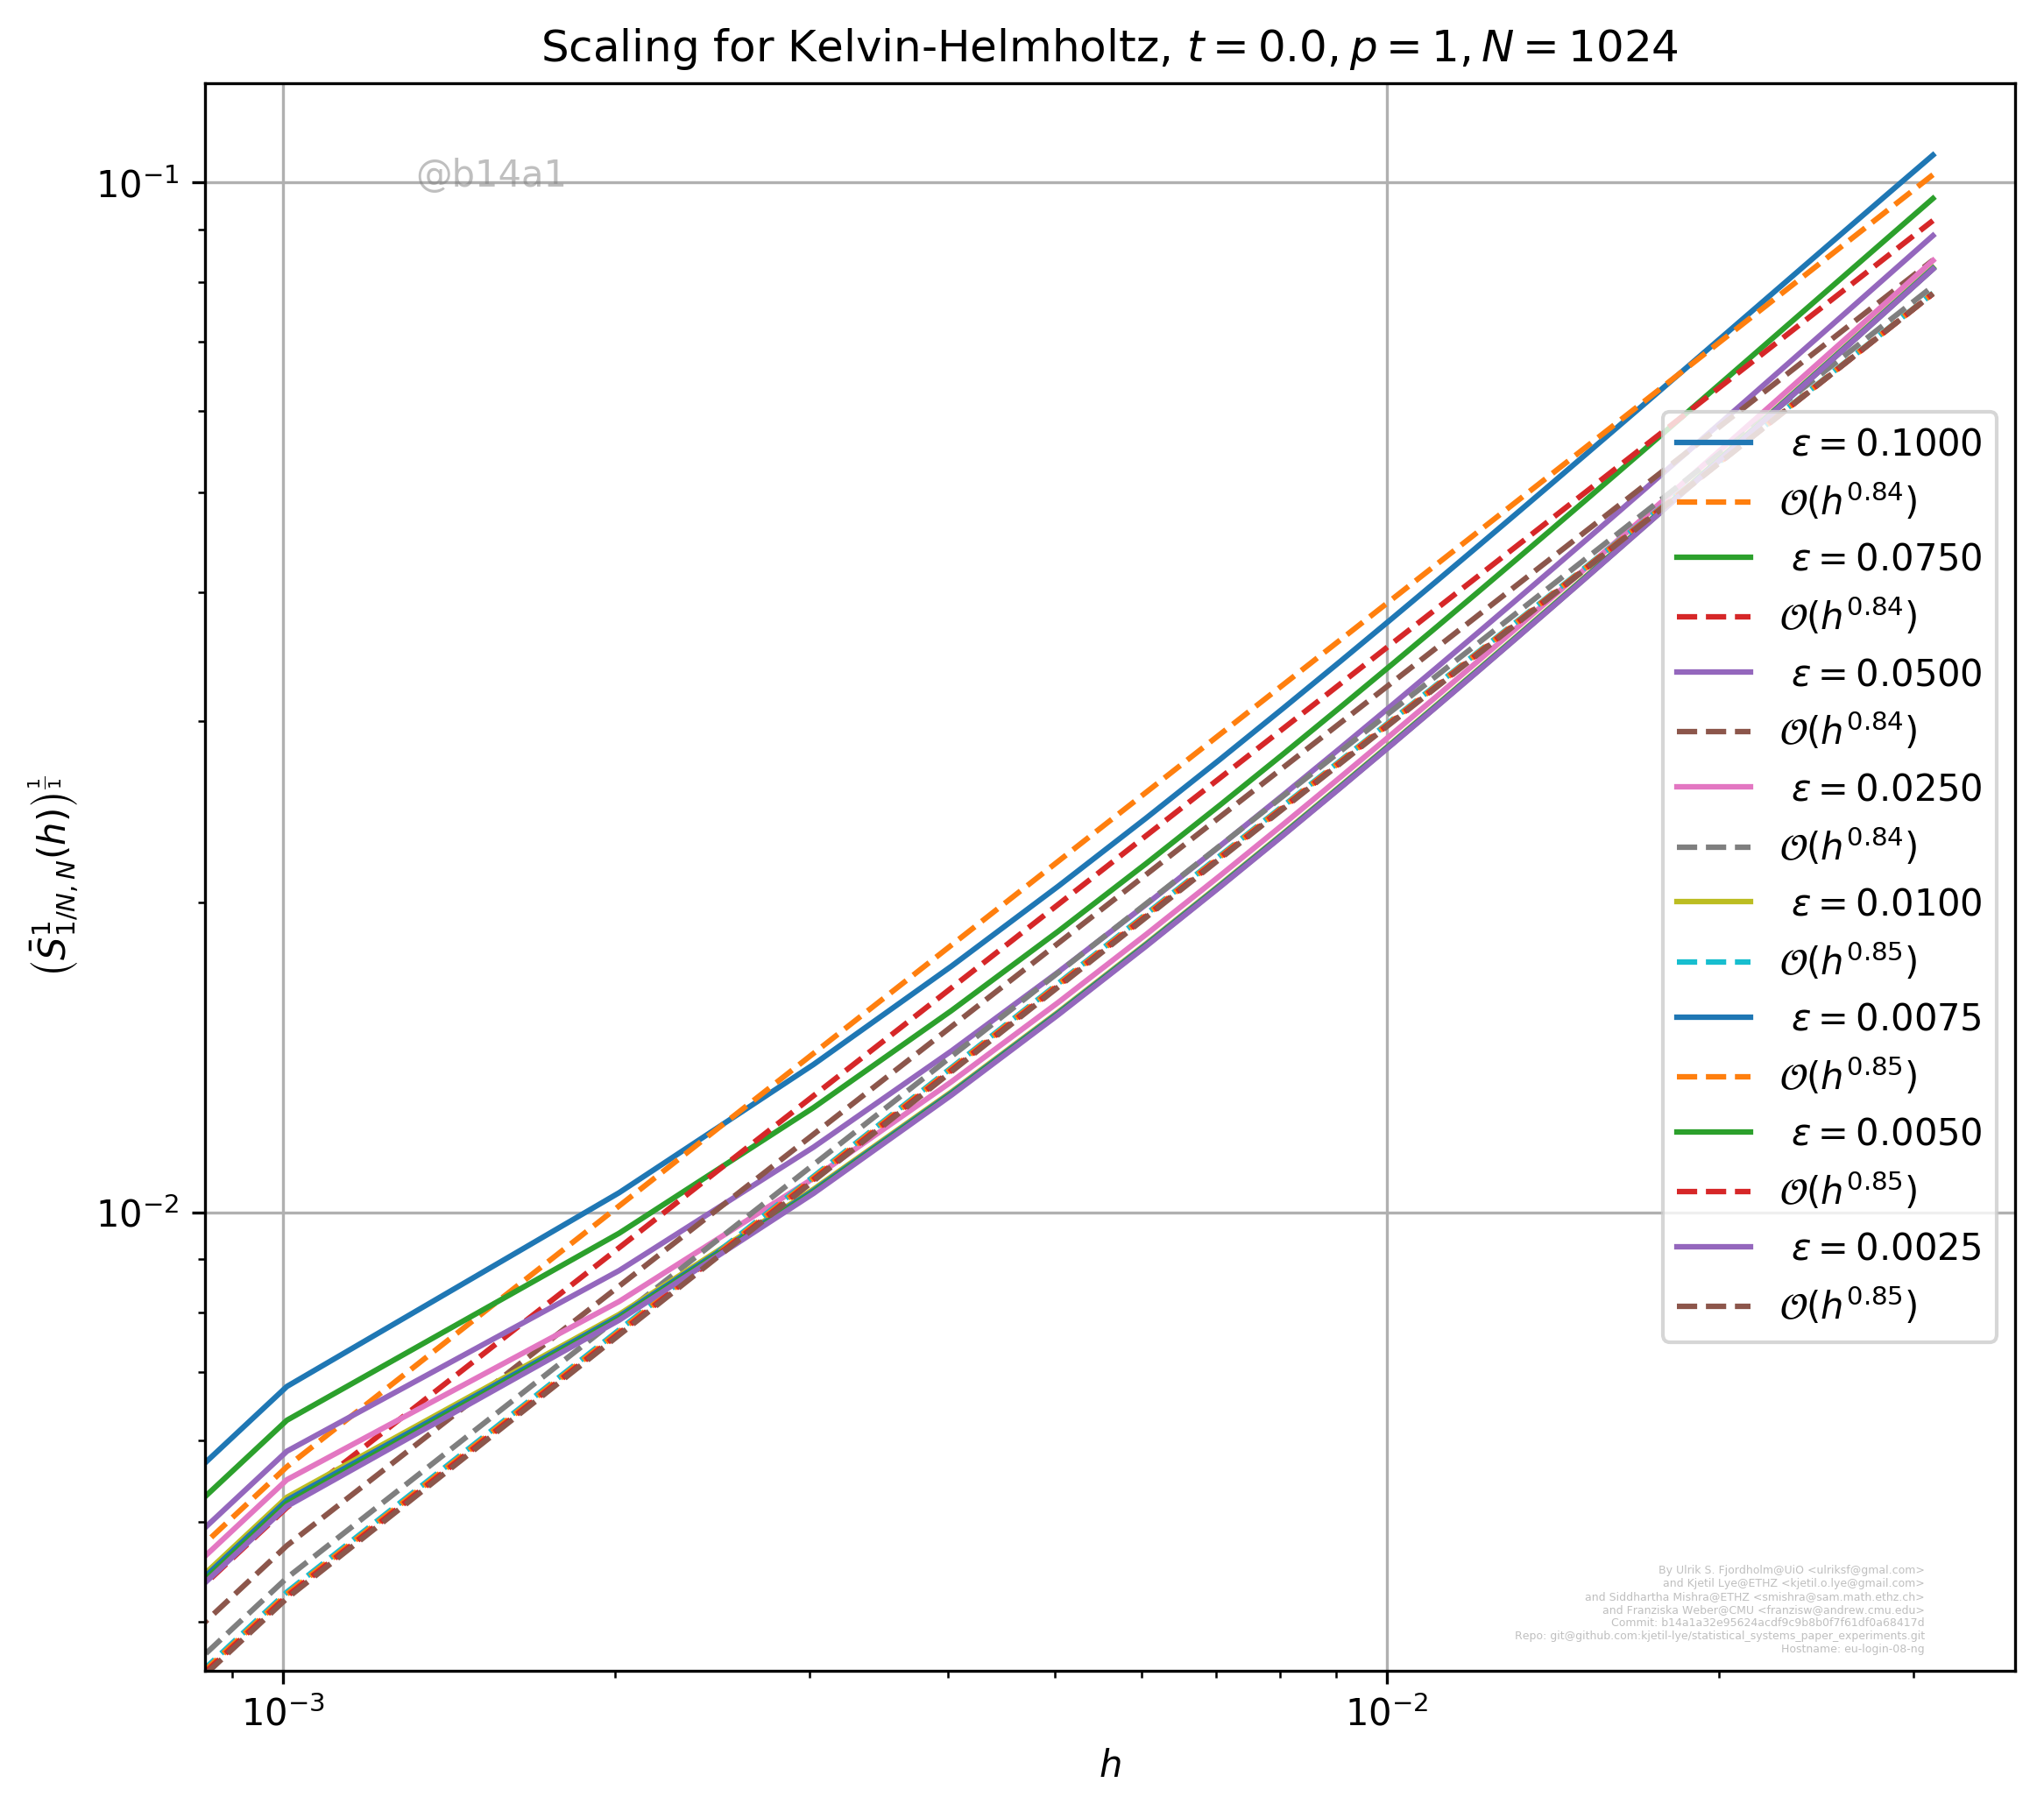 Scaling for Kelvin-Helmholtz, t = 0.0, p = 1, N = 1024
@b14a1
10⁻¹
10⁻²
(S̄¹₁/N, N(h))^(1/1)
ε = 0.1000
𝒪(h^0.84)
ε = 0.0750
𝒪(h^0.84)
ε = 0.0500
𝒪(h^0.84)
ε = 0.0250
𝒪(h^0.84)
ε = 0.0100
𝒪(h^0.85)
ε = 0.0075
𝒪(h^0.85)
ε = 0.0050
𝒪(h^0.85)
ε = 0.0025
𝒪(h^0.85)
By Ulrik S. Fjordholm@UiO <ulriksf@gmal.com>
and Kjetil Lye@ETHZ <kjetil.o.lye@gmail.com>
and Siddhartha Mishra@ETHZ <smishra@sam.math.ethz.ch>
and Franziska Weber@CMU <franzisw@andrew.cmu.edu>
Commit: b14a1a32e95624acdf9c9b8b0f7f61df0a68417d
Repo: git@github.com:kjetil-lye/statistical_systems_paper_experiments.git
Hostname: eu-login-08-ng
10⁻³
10⁻²
h